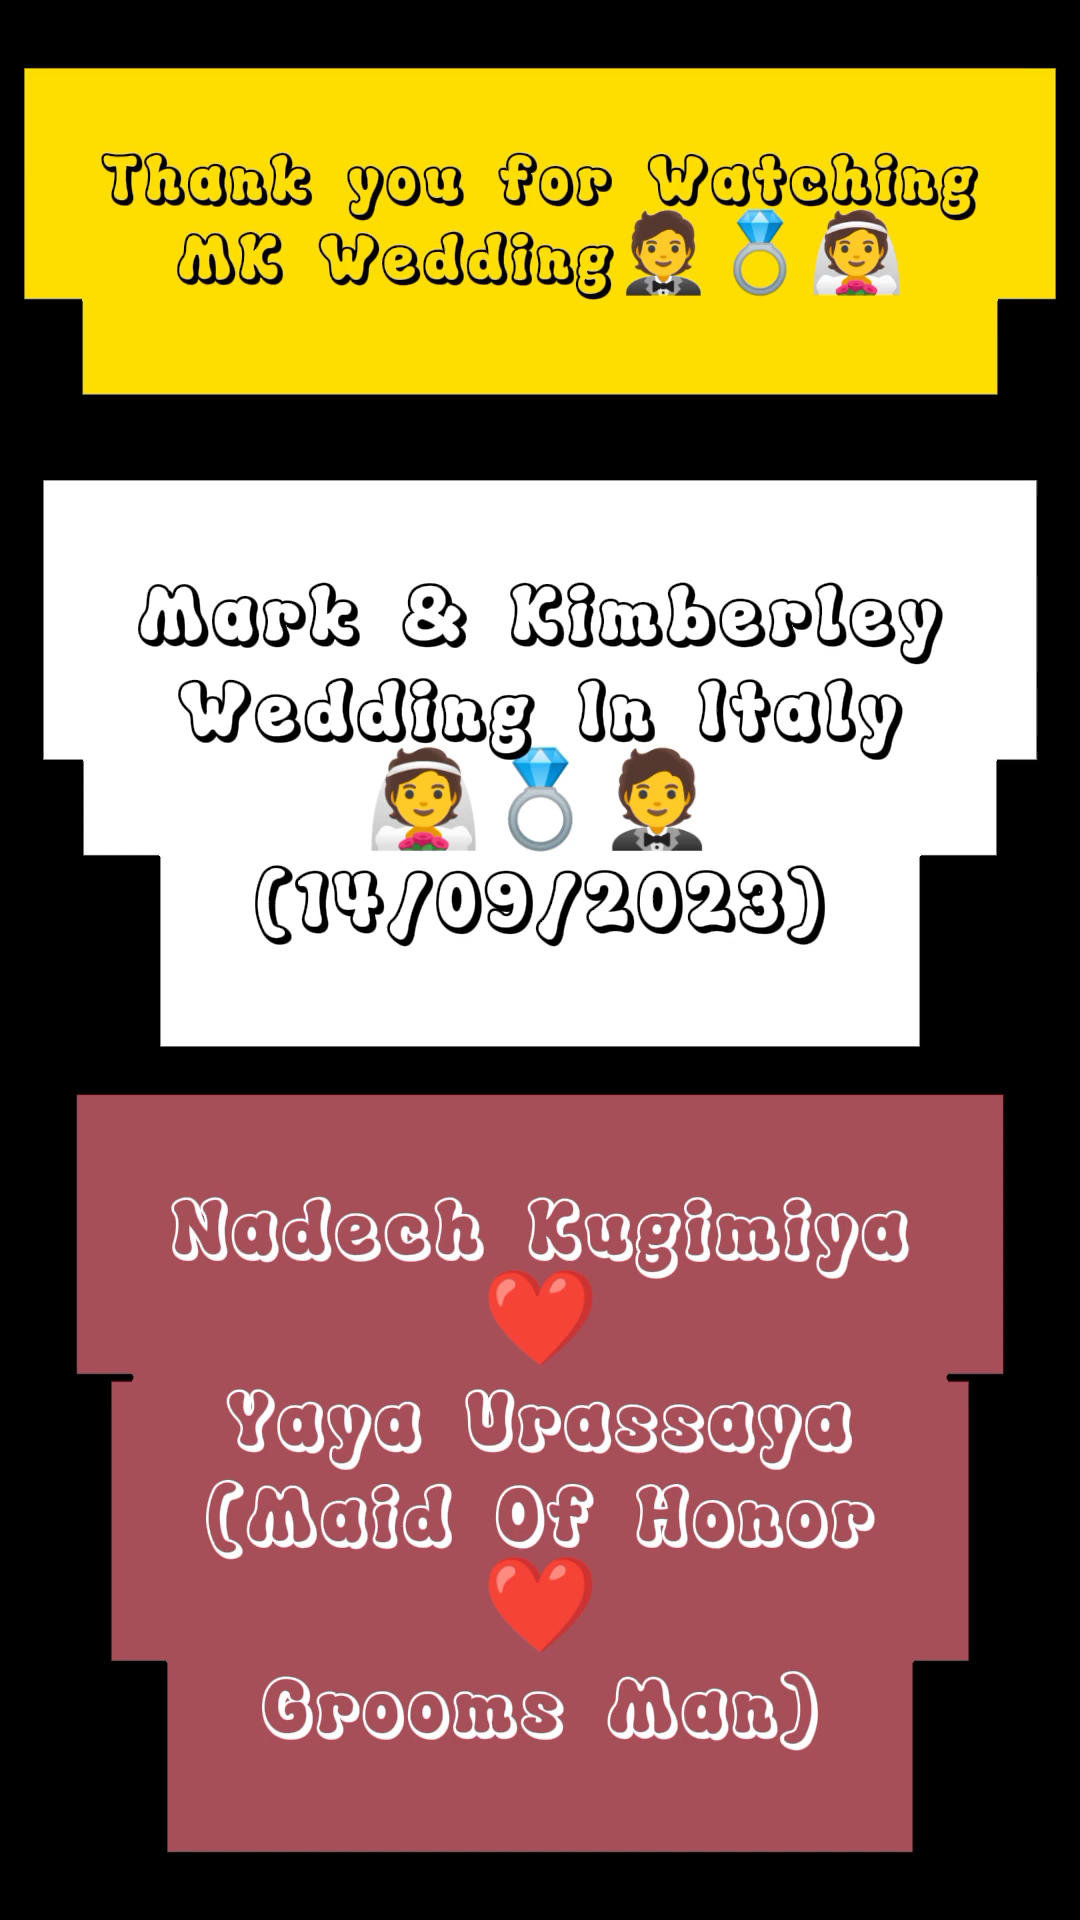 Thank you for Watching
MK Wedding🤵💍👰
Mark & Kimberley
Wedding In Italy
👰💍🤵
(14/09/2023)
Nadech Kugimiya
❤️
Yaya Urassaya
(Maid Of Honor
❤️
Grooms Man)